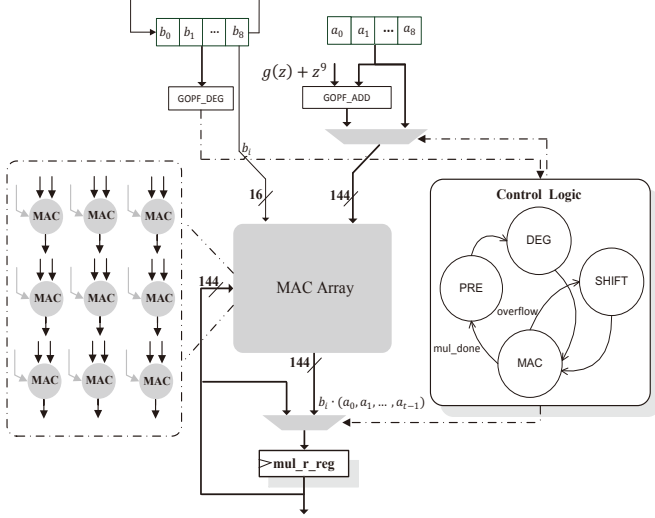 b₀ b₁ ... b₈
a₀ a₁ ... a₈
g(z) + z⁹
GOPF_DEG
GOPF_ADD
bᵢ
16
144
Control Logic
DEG
PRE
SHIFT
overflow
mul_done
MAC
MAC MAC MAC
MAC MAC MAC
MAC MAC MAC
144
MAC Array
144
bᵢ · (a₀, a₁, ... , aₜ₋₁)
mul_r_reg